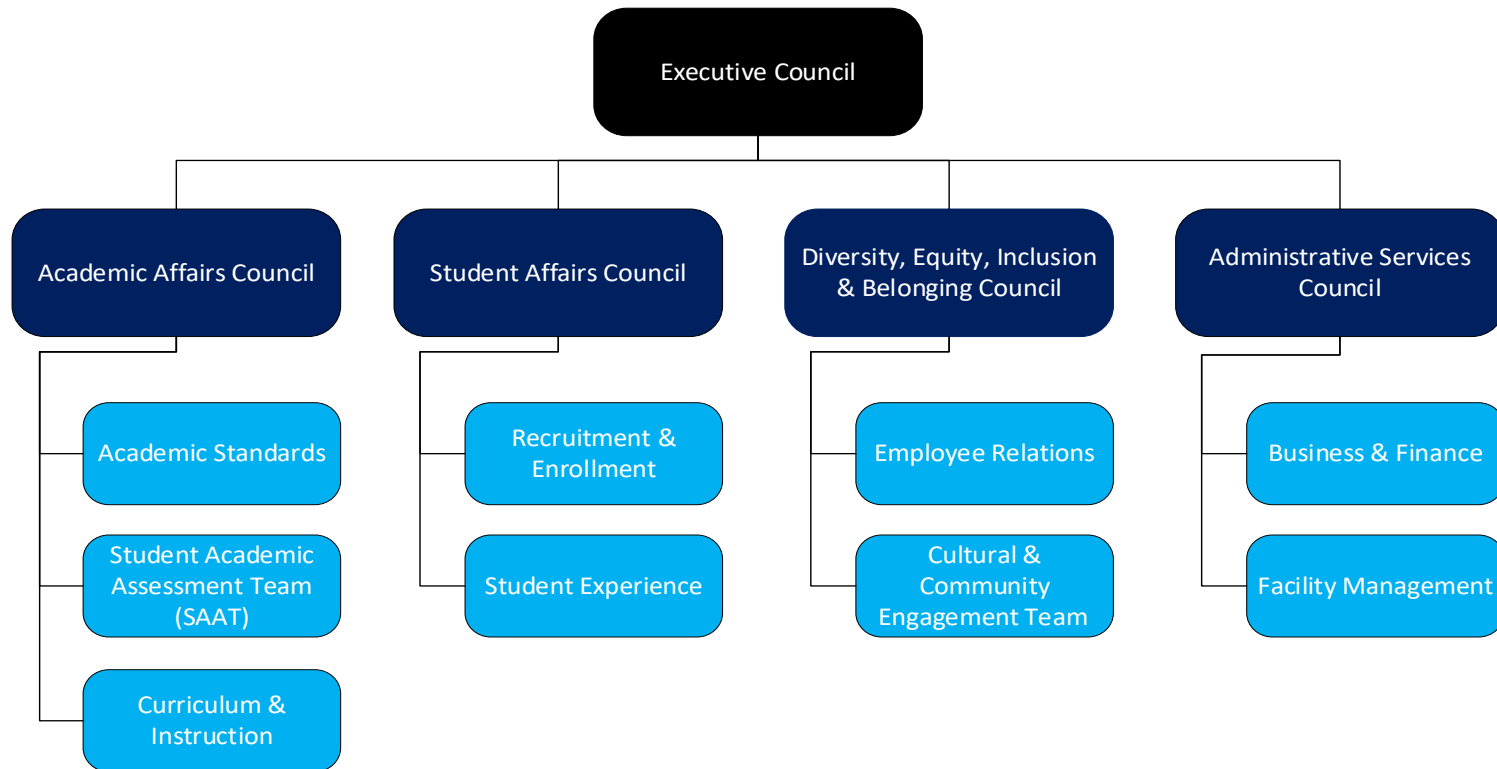 Executive Council
Academic Affairs Council
Student Affairs Council
Diversity, Equity, Inclusion
& Belonging Council
Administrative Services
Council
Academic Standards
Student Academic
Assessment Team
(SAAT)
Curriculum &
Instruction
Recruitment &
Enrollment
Student Experience
Employee Relations
Cultural &
Community
Engagement Team
Business & Finance
Facility Management